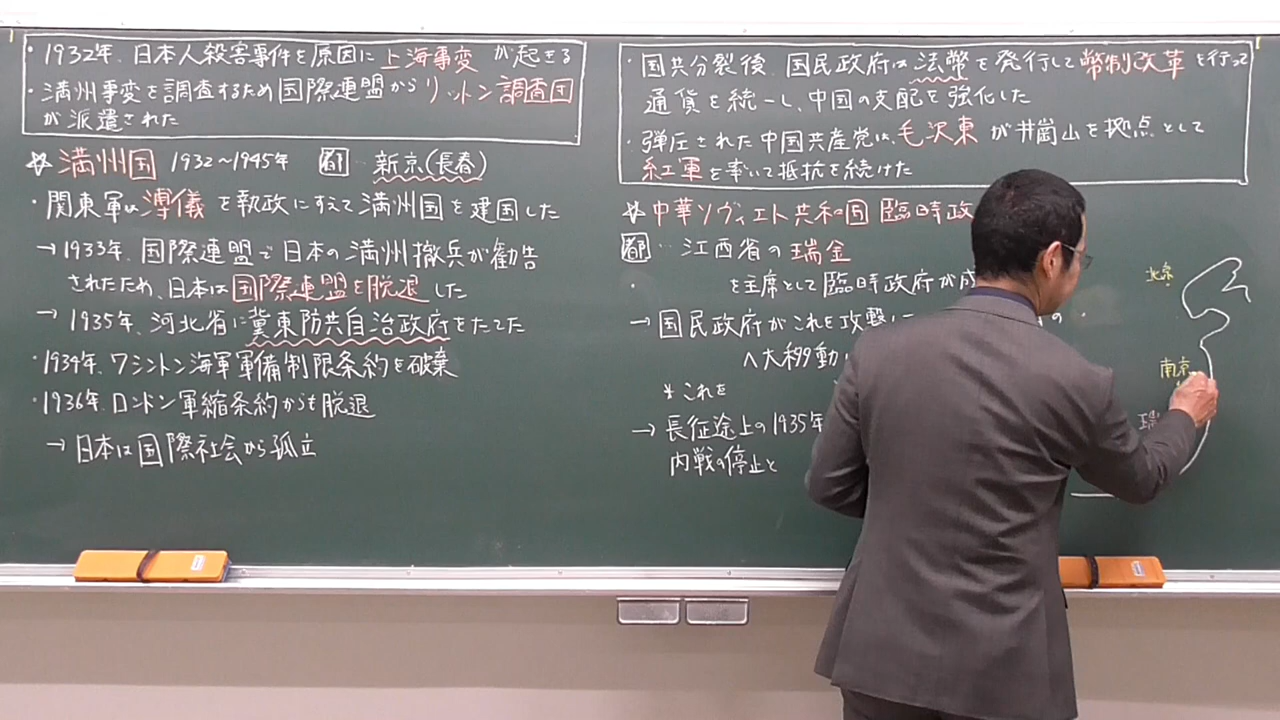 ・1932年、日本人殺害事件を原因に上海事変が起きる
・満州事変を調査するため国際連盟からリットン調査団
が派遣された
☆満州国 1932~1945年 都…新京(長春)
・関東軍は溥儀を執政にすえて満州国を建国した
→1933年、国際連盟で日本の満州撤兵が勧告
されたため、日本は国際連盟を脱退した
→1935年、河北省に冀東防共自治政府をたてた
・1934年、ワシントン海軍軍備制限条約を破棄
・1936年、ロンドン軍縮条約からも脱退
→日本は国際社会から孤立
・国共分裂後、国民政府は法幣を発行して幣制改革を行って
通貨を統一し、中国の支配を強化した
・弾圧された中国共産党は、毛沢東が井崗山を拠点として
紅軍を率いて抵抗を続けた
☆中華ソヴィエト共和国臨時政
都…江西省の瑞金
・を主席として臨時政府が成
→国民政府がこれを攻撃し の
へ大移動
*これを
→長征途上の1935年
内戦の停止と
北京
南京
瑞